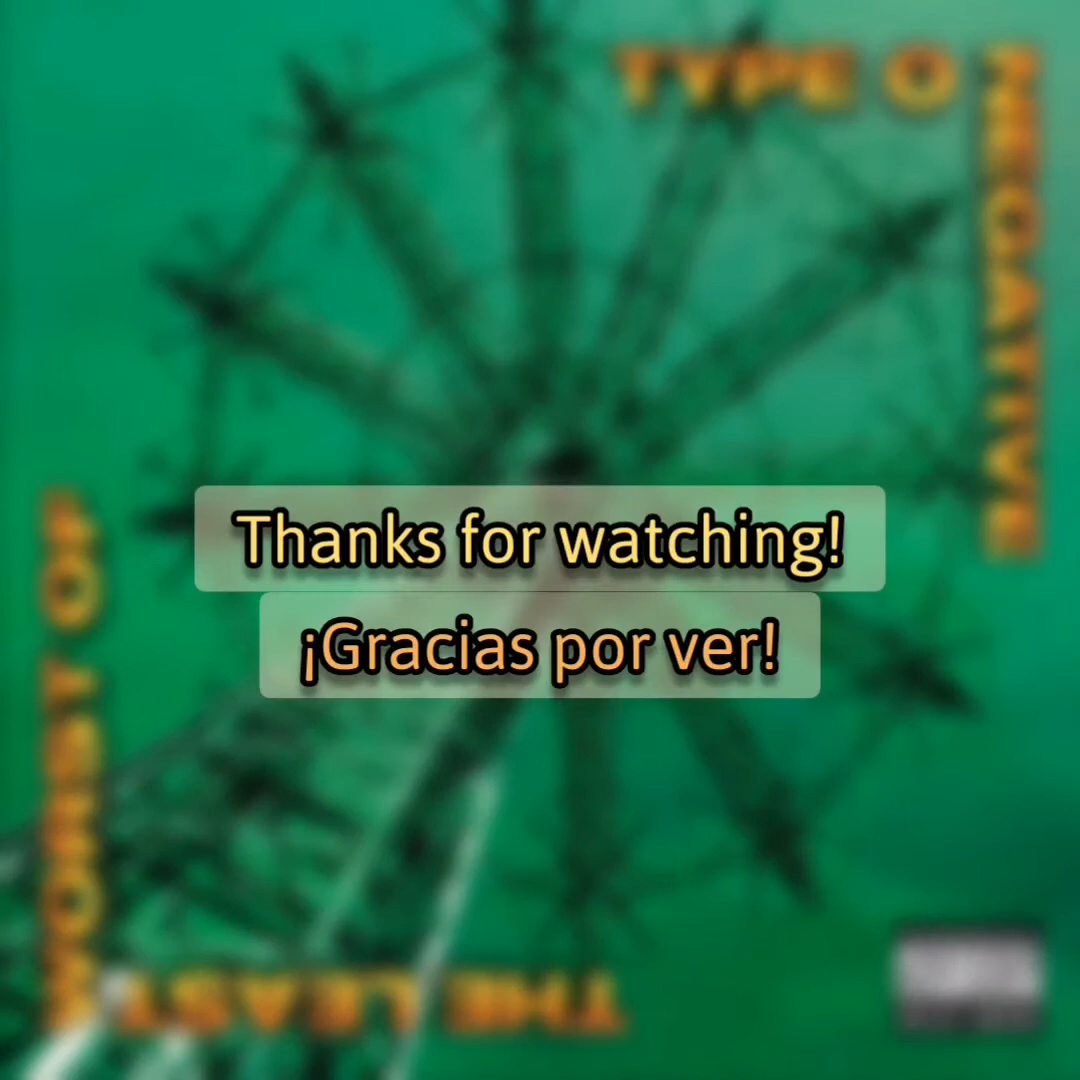 TYPE O
NEGATIVE
Thanks for watching!
¡Gracias por ver!
THE LEAST
WORST OF